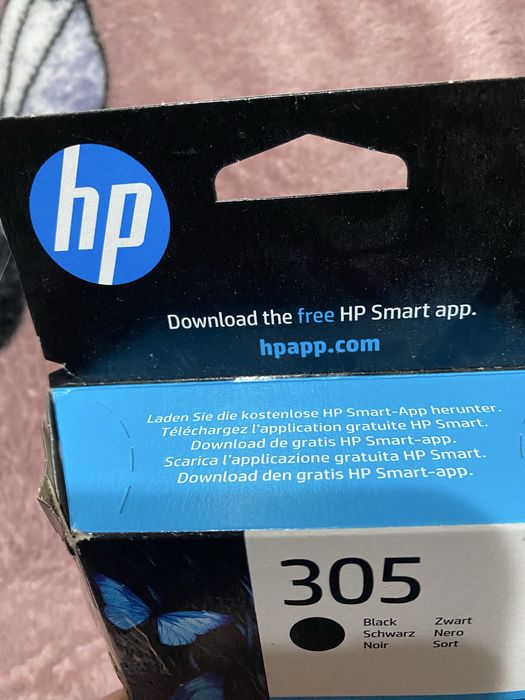 hp
Download the free HP Smart app.
hpapp.com
Laden Sie die kostenlose HP Smart-App herunter.
Téléchargez l'application gratuite HP Smart.
Download de gratis HP Smart-app.
Scarica l'applicazione gratuita HP Smart.
Download den gratis HP Smart-app.
305
Black Zwart
Schwarz Nero
Noir Sort